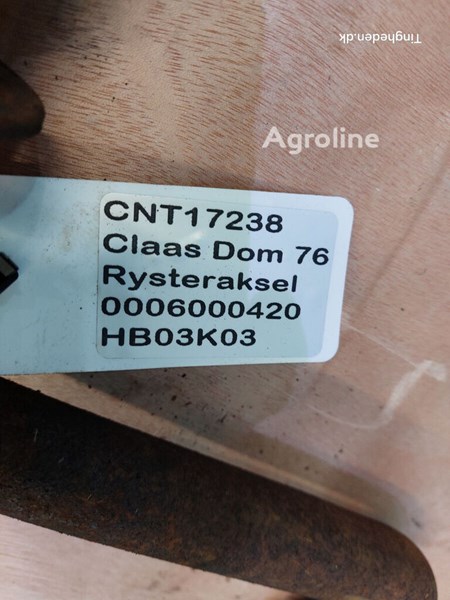 Tingheden.dk
Agroline
CNT17238
Claas Dom 76
Rysteraksel
0006000420
HB03K03